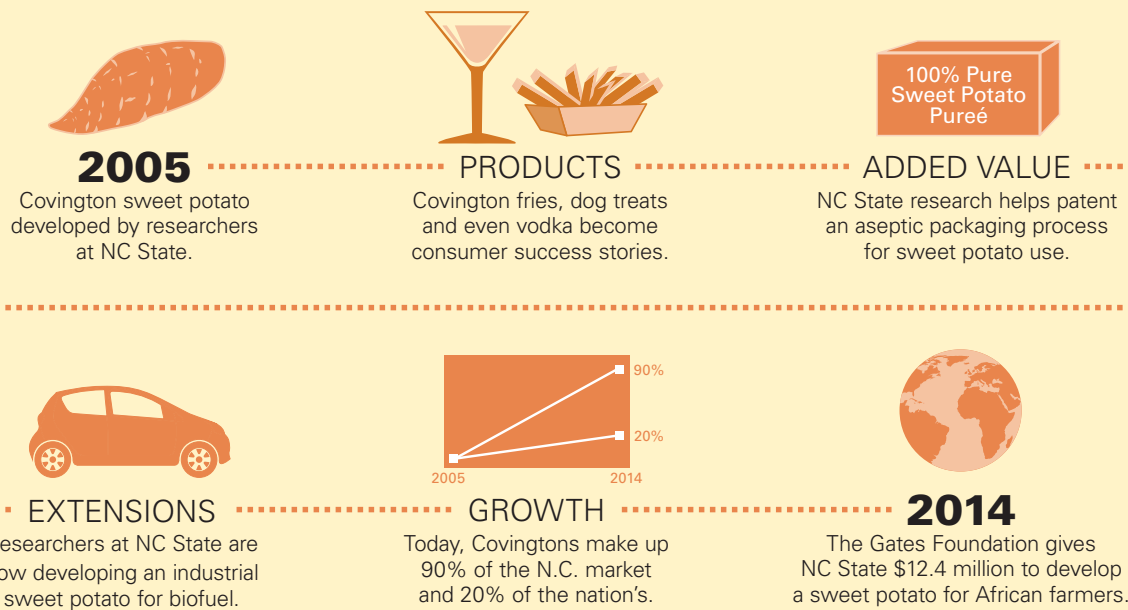 100% Pure
Sweet Potato
Pureé
2005
Covington sweet potato
developed by researchers
at NC State.
PRODUCTS
Covington fries, dog treats
and even vodka become
consumer success stories.
ADDED VALUE
NC State research helps patent
an aseptic packaging process
for sweet potato use.
EXTENSIONS
esearchers at NC State are
ow developing an industrial
sweet potato for biofuel.
90%
20%
2005 2014
GROWTH
Today, Covingtons make up
90% of the N.C. market
and 20% of the nation's.
2014
The Gates Foundation gives
NC State $12.4 million to develop
a sweet potato for African farmers.